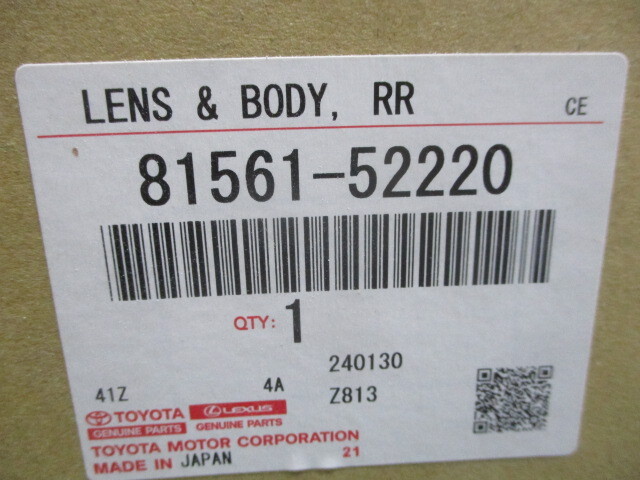 LENS & BODY, RR CE
81561-52220
QTY: 1
240130
41Z 4A Z813
TOYOTA LEXUS
GENUINE PARTS GENUINE PARTS
TOYOTA MOTOR CORPORATION
MADE IN JAPAN 21